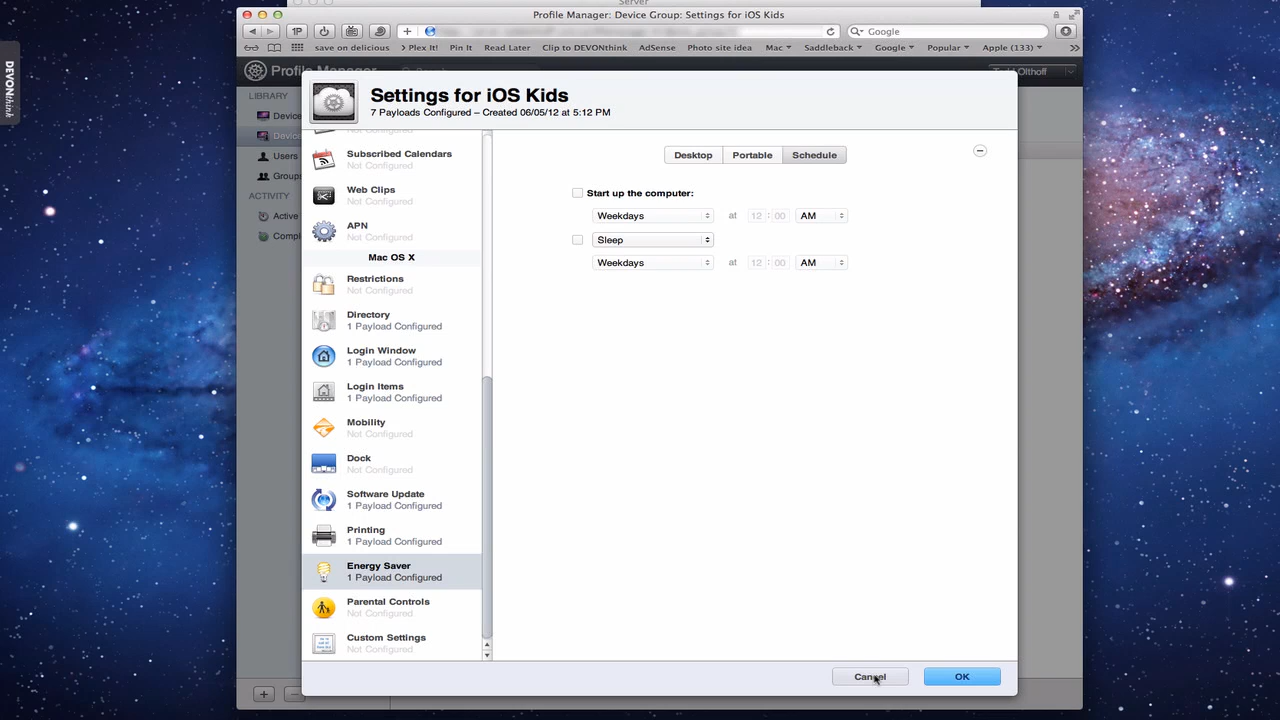 Server
Profile Manager: Device Group: Settings for iOS Kids
1P
Google
save on delicious
> Plex It!
Pin It
Read Later
Clip to DEVONthink
AdSense
Photo site idea
Mac
Saddleback
Google
Popular
Apple (133)
DEVONthink
Profile Manager
Todd Olthoff
LIBRARY
Device
Device
Users
Groups
ACTIVITY
Active
Comple
Settings for iOS Kids
7 Payloads Configured – Created 06/05/12 at 5:12 PM
Not Configured
Subscribed Calendars
Not Configured
Web Clips
Not Configured
APN
Not Configured
Mac OS X
Restrictions
Not Configured
Directory
1 Payload Configured
Login Window
1 Payload Configured
Login Items
1 Payload Configured
Mobility
Not Configured
Dock
Not Configured
Software Update
1 Payload Configured
Printing
1 Payload Configured
Energy Saver
1 Payload Configured
Parental Controls
Not Configured
Custom Settings
Not Configured
Desktop
Portable
Schedule
Start up the computer:
Weekdays at 12 : 00 AM
Sleep
Weekdays at 12 : 00 AM
Cancel
OK